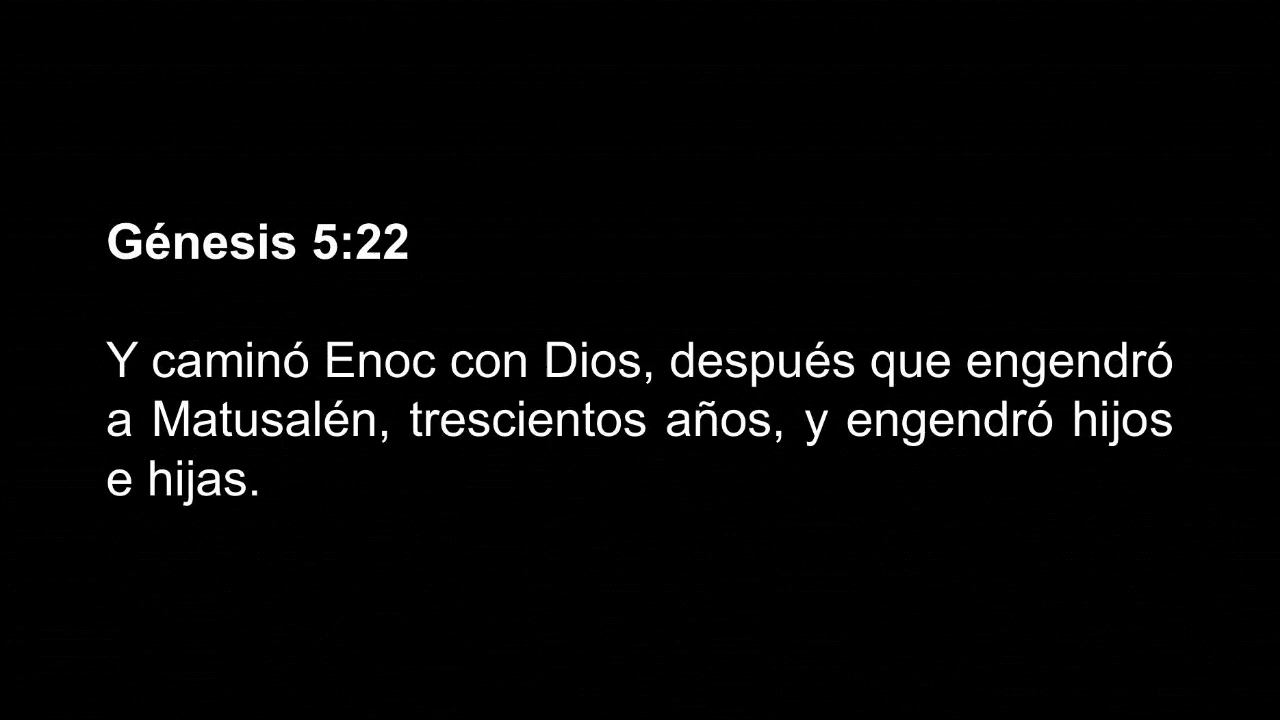 Génesis 5:22
Y caminó Enoc con Dios, después que engendró
a Matusalén, trescientos años, y engendró hijos
e hijas.